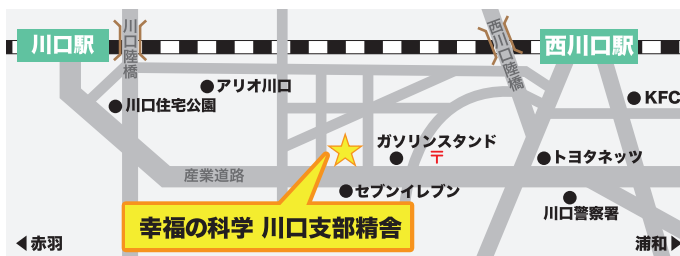 川口駅
川口陸橋
西川口陸橋
西川口駅
アリオ川口
KFC
川口住宅公園
ガソリンスタンド
〒
トヨタネッツ
産業道路
セブンイレブン
川口警察署
幸福の科学 川口支部精舎
◀赤羽
浦和▶